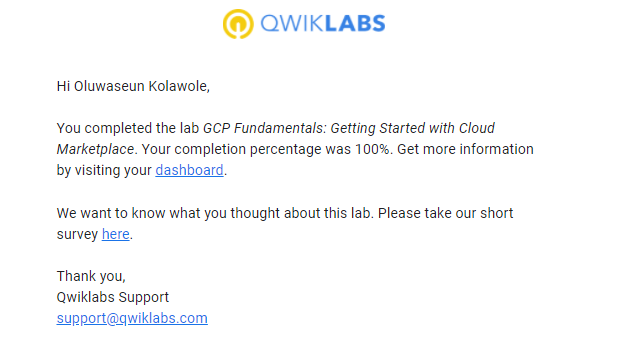 QWIKLABS
Hi Oluwaseun Kolawole,
You completed the lab GCP Fundamentals: Getting Started with Cloud
Marketplace. Your completion percentage was 100%. Get more information
by visiting your dashboard.
We want to know what you thought about this lab. Please take our short
survey here.
Thank you,
Qwiklabs Support
support@qwiklabs.com